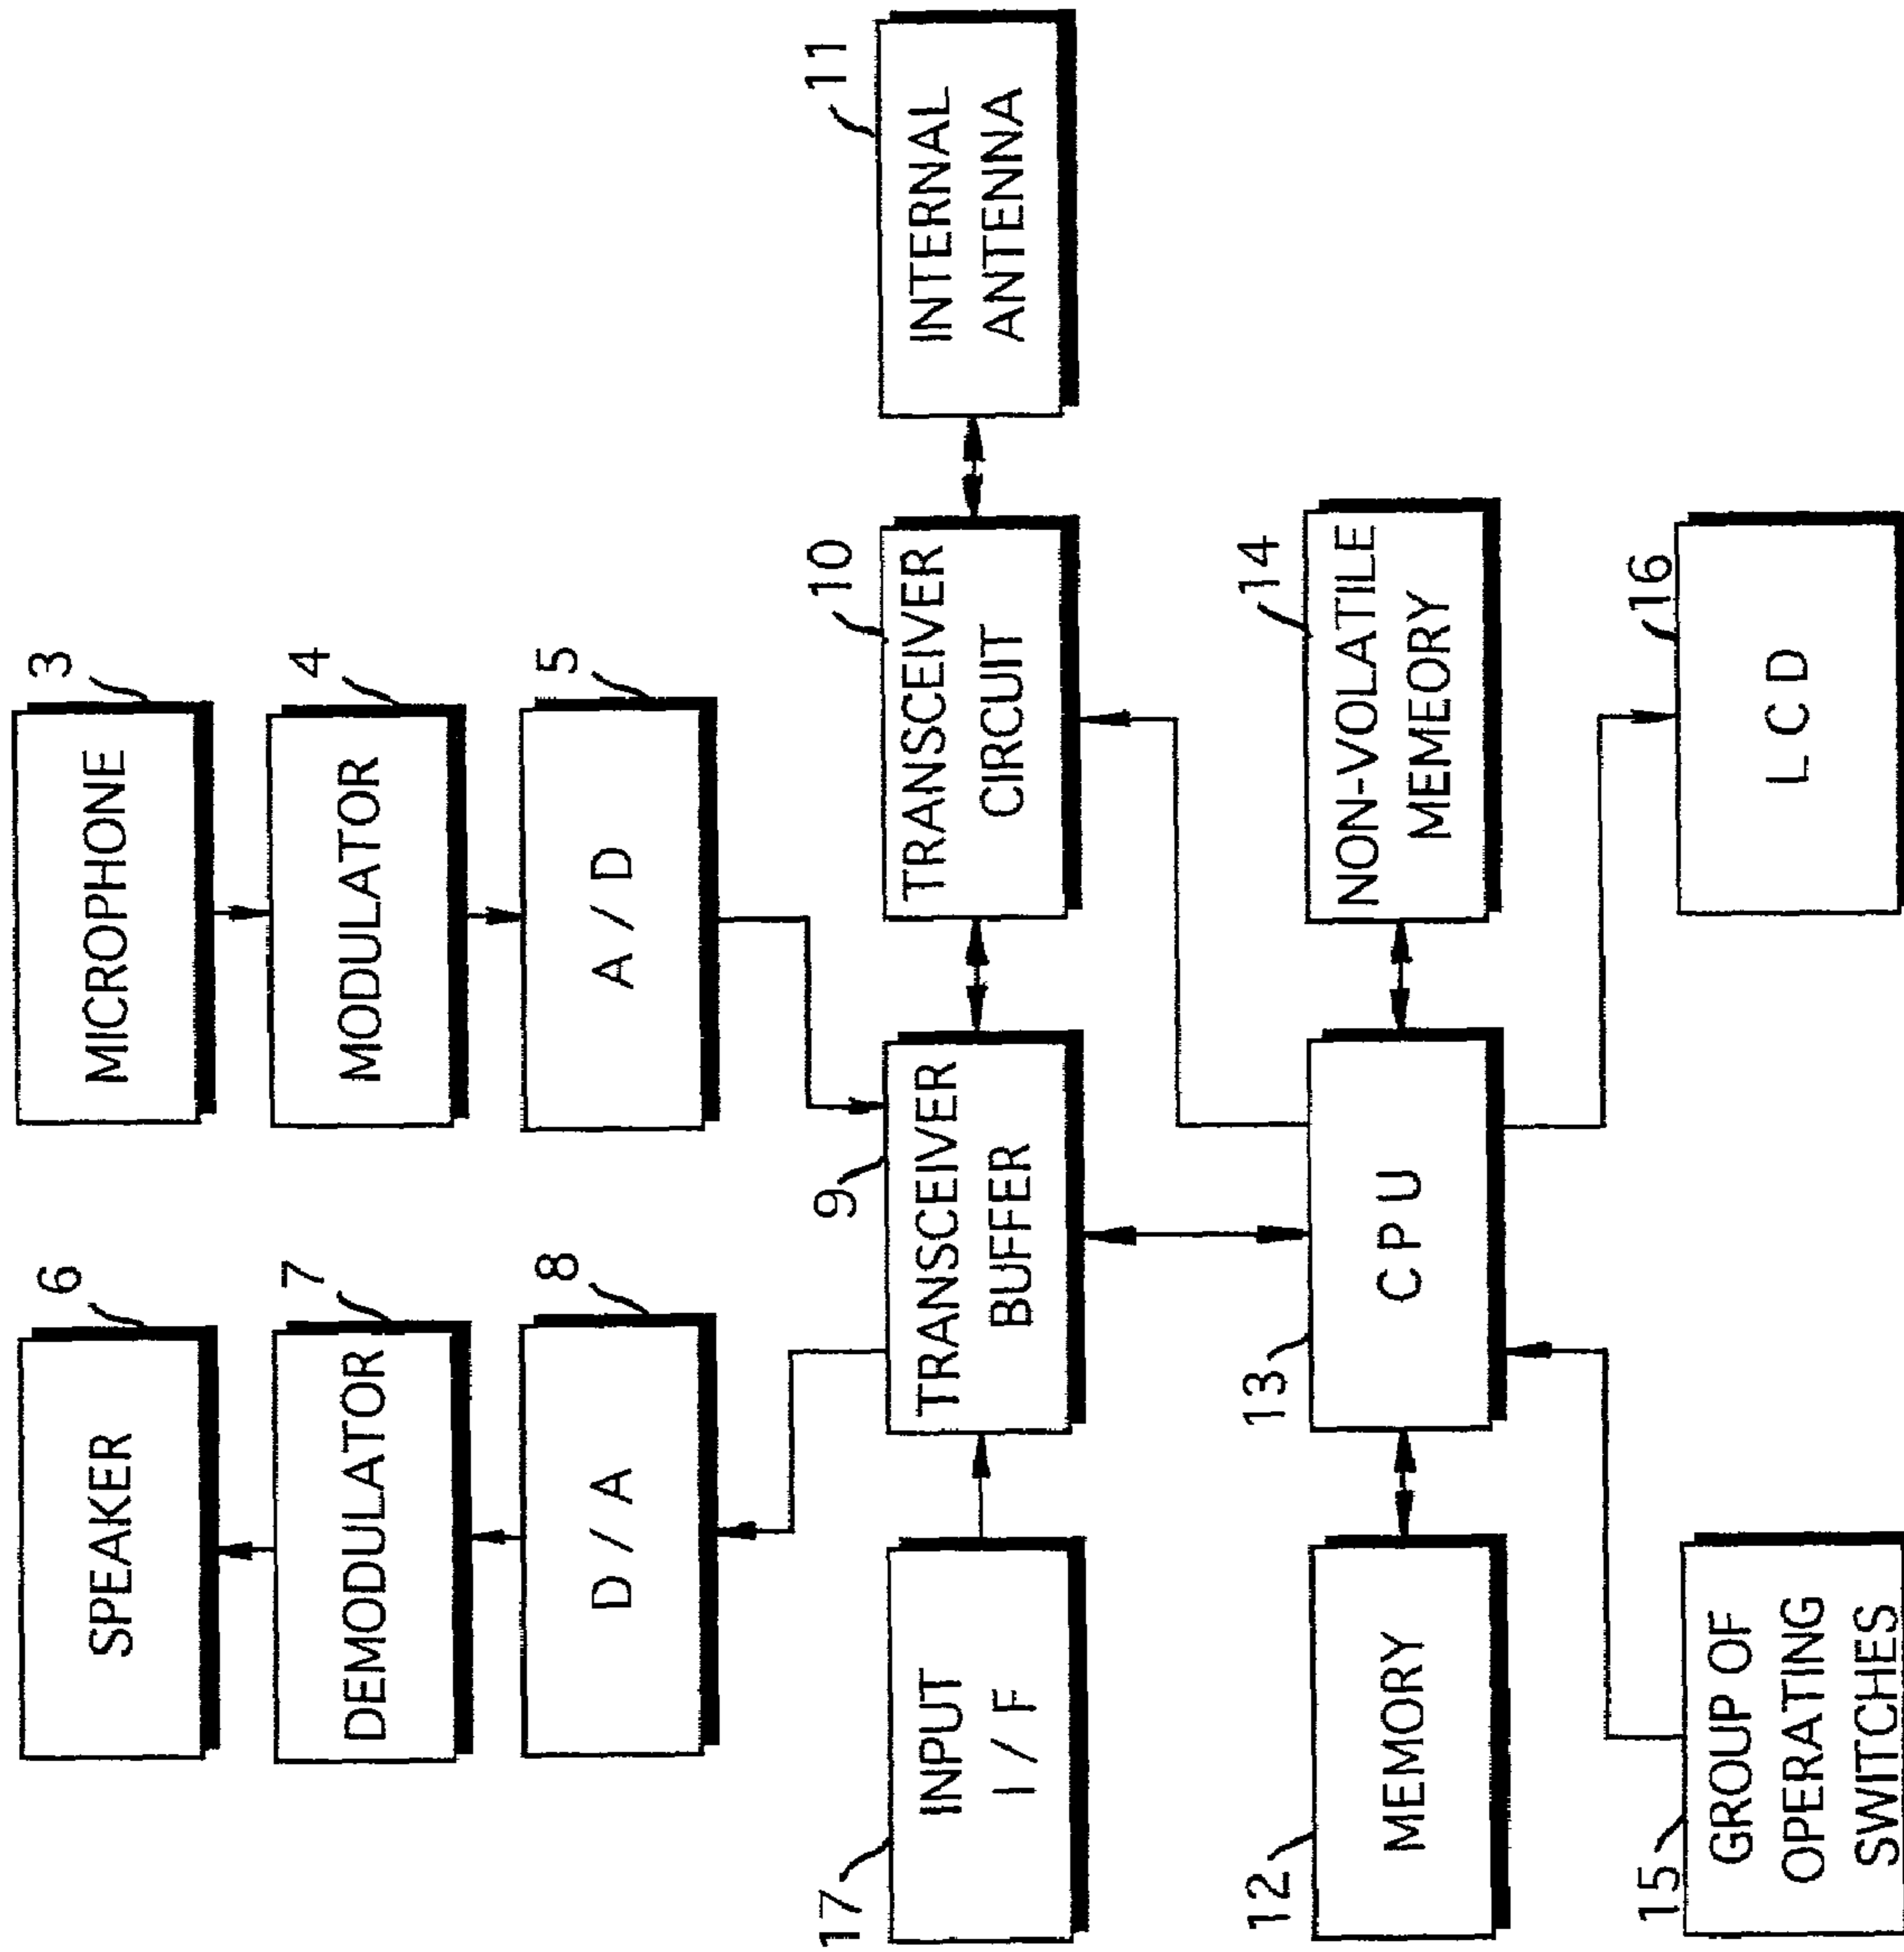 6
SPEAKER
3
MICROPHONE
7
DEMODULATOR
4
MODULATOR
8
D / A
5
A / D
17
INPUT
I / F
9
TRANSCEIVER
BUFFER
10
TRANSCEIVER
CIRCUIT
11
INTERNAL
ANTENNA
12
MEMORY
13
C P U
14
NON-VOLATILE
MEMEORY
15
GROUP OF
OPERATING
SWITCHES
16
L C D